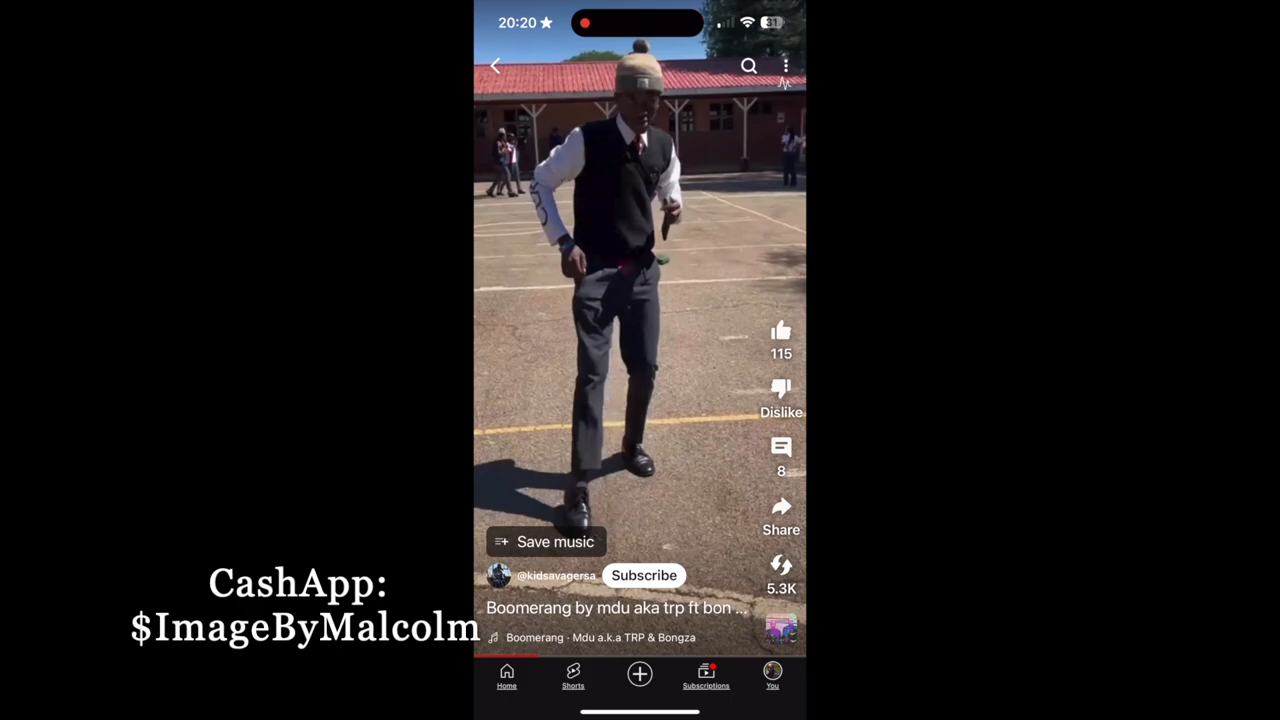 20:20
31
115
Dislike
8
Share
5.3K
Save music
@kidsavagersa
Subscribe
Boomerang by mdu aka trp ft bon ...
Boomerang · Mdu a.k.a TRP & Bongza
CashApp:
$ImageByMalcolm
Home
Shorts
Subscriptions
You